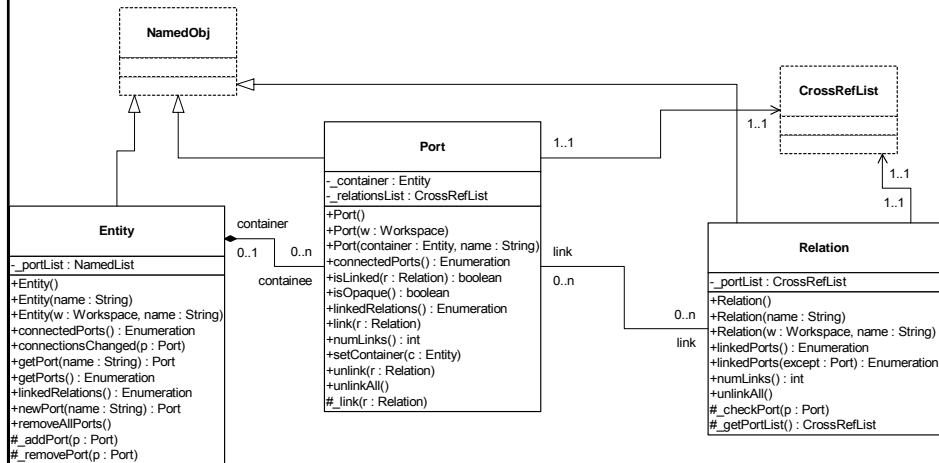 NamedObj
CrossRefList
1..1
1..1
1..1
1..1
Port
-_container : Entity
-_relationsList : CrossRefList
+Port()
+Port(w : Workspace)
+Port(container : Entity, name : String)
+connectedPorts() : Enumeration
+isLinked(r : Relation) : boolean
+isOpaque() : boolean
+linkedRelations() : Enumeration
+link(r : Relation)
+numLinks() : int
+setContainer(c : Entity)
+unlink(r : Relation)
+unlinkAll()
#_link(r : Relation)
container
0..1
0..n
containee
link
0..n
0..n
link
Entity
-_portList : NamedList
+Entity()
+Entity(name : String)
+Entity(w : Workspace, name : String)
+connectedPorts() : Enumeration
+connectionsChanged(p : Port)
+getPort(name : String) : Port
+getPorts() : Enumeration
+linkedRelations() : Enumeration
+newPort(name : String) : Port
+removeAllPorts()
#_addPort(p : Port)
#_removePort(p : Port)
Relation
-_portList : CrossRefList
+Relation()
+Relation(name : String)
+Relation(w : Workspace, name : String)
+linkedPorts() : Enumeration
+linkedPorts(except : Port) : Enumeration
+numLinks() : int
+unlinkAll()
#_checkPort(p : Port)
#_getPortList() : CrossRefList